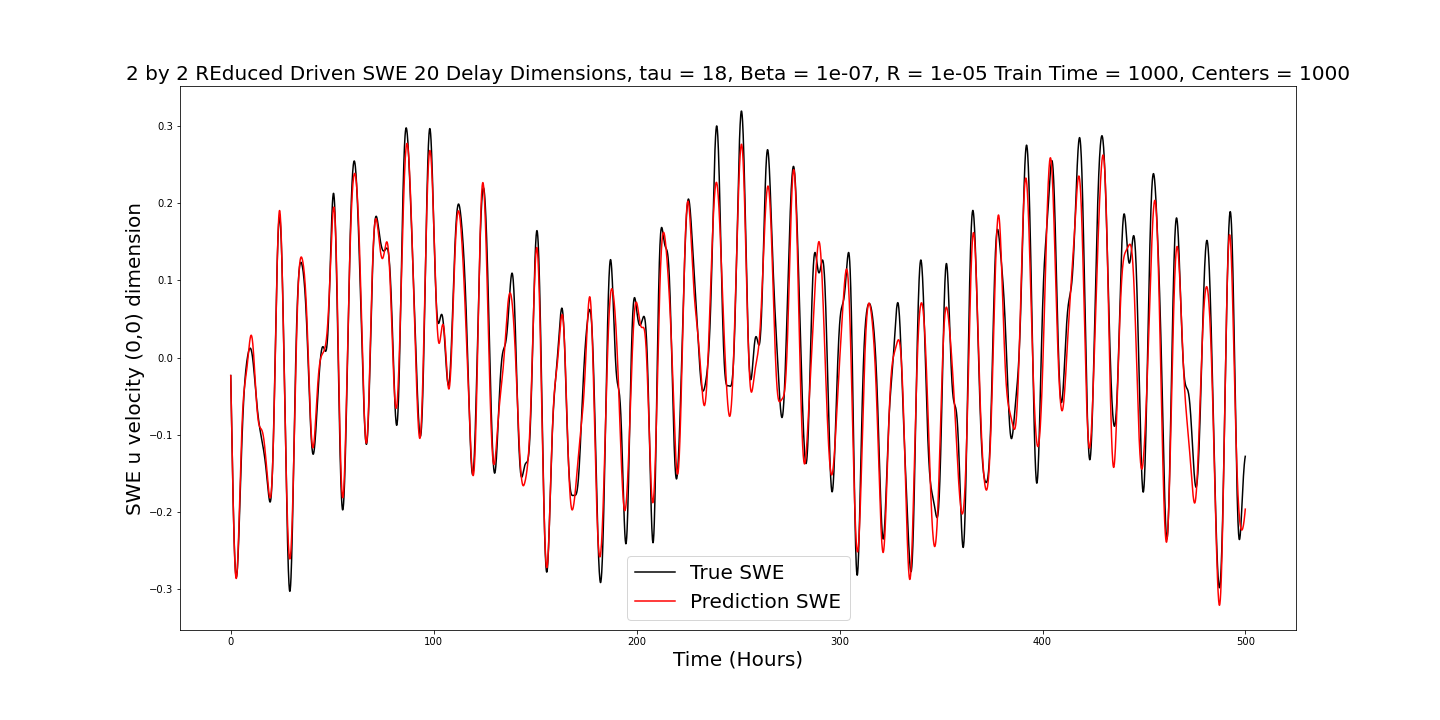 2 by 2 REduced Driven SWE 20 Delay Dimensions, tau = 18, Beta = 1e-07, R = 1e-05 Train Time = 1000, Centers = 1000
SWE u velocity (0,0) dimension
0.3
0.2
0.1
0.0
−0.1
−0.2
−0.3
True SWE
Prediction SWE
0 100 200 300 400 500
Time (Hours)